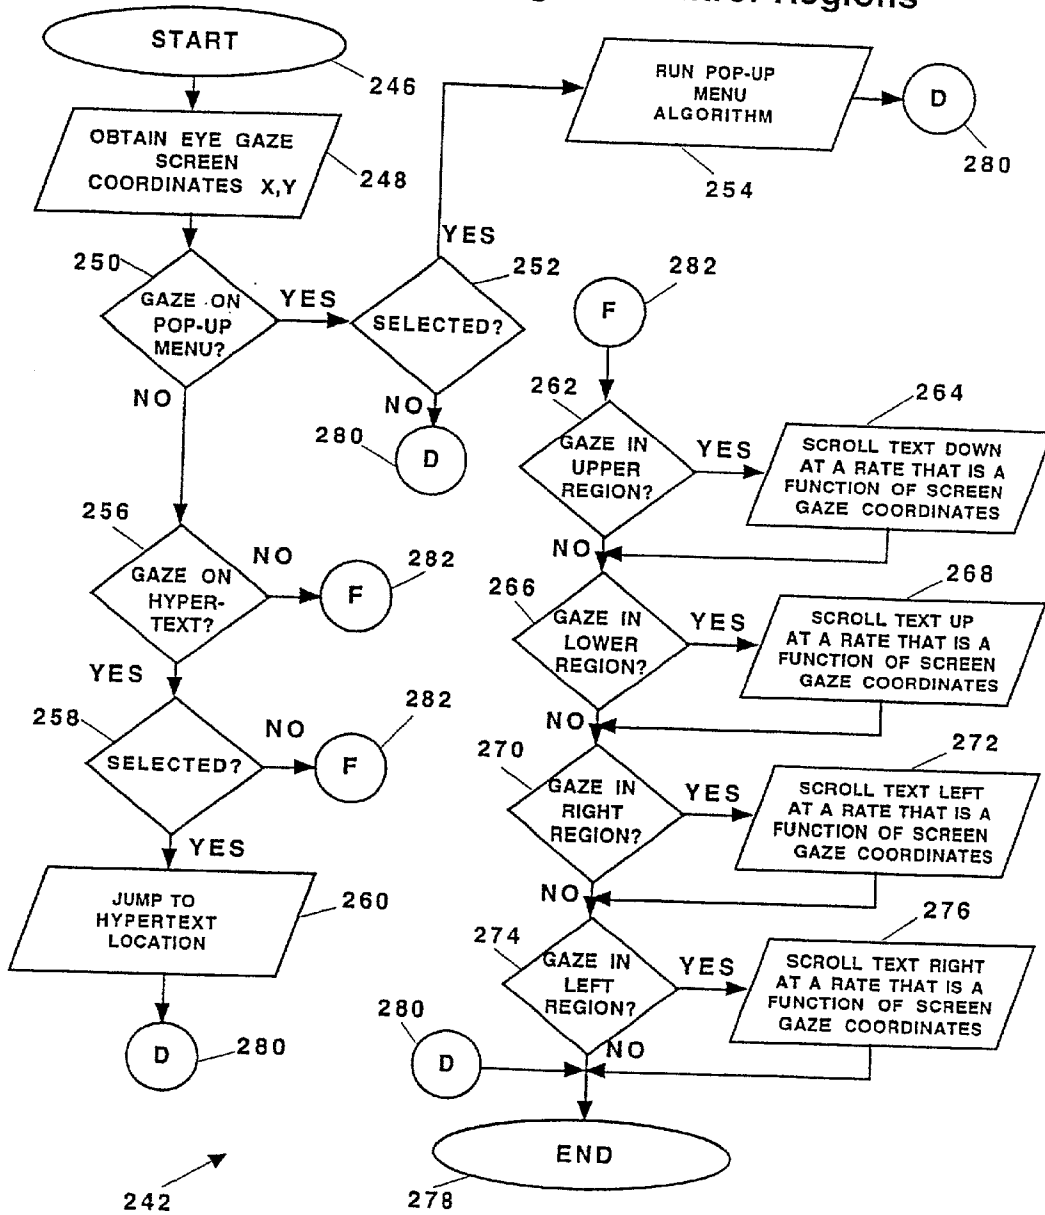 Regions
START
246
OBTAIN EYE GAZE
SCREEN
COORDINATES X,Y
248
250
GAZE ON
POP-UP
MENU?
YES
NO
252
SELECTED?
YES
NO
280
D
RUN POP-UP
MENU
ALGORITHM
254
D
280
256
GAZE ON
HYPER-
TEXT?
NO
F
282
YES
258
SELECTED?
NO
F
282
YES
JUMP TO
HYPERTEXT
LOCATION
260
D
280
242
282
F
262
GAZE IN
UPPER
REGION?
YES
264
SCROLL TEXT DOWN
AT A RATE THAT IS A
FUNCTION OF SCREEN
GAZE COORDINATES
NO
266
GAZE IN
LOWER
REGION?
YES
268
SCROLL TEXT UP
AT A RATE THAT IS A
FUNCTION OF SCREEN
GAZE COORDINATES
NO
270
GAZE IN
RIGHT
REGION?
YES
272
SCROLL TEXT LEFT
AT A RATE THAT IS A
FUNCTION OF SCREEN
GAZE COORDINATES
NO
274
GAZE IN
LEFT
REGION?
YES
276
SCROLL TEXT RIGHT
AT A RATE THAT IS A
FUNCTION OF SCREEN
GAZE COORDINATES
NO
280
D
END
278